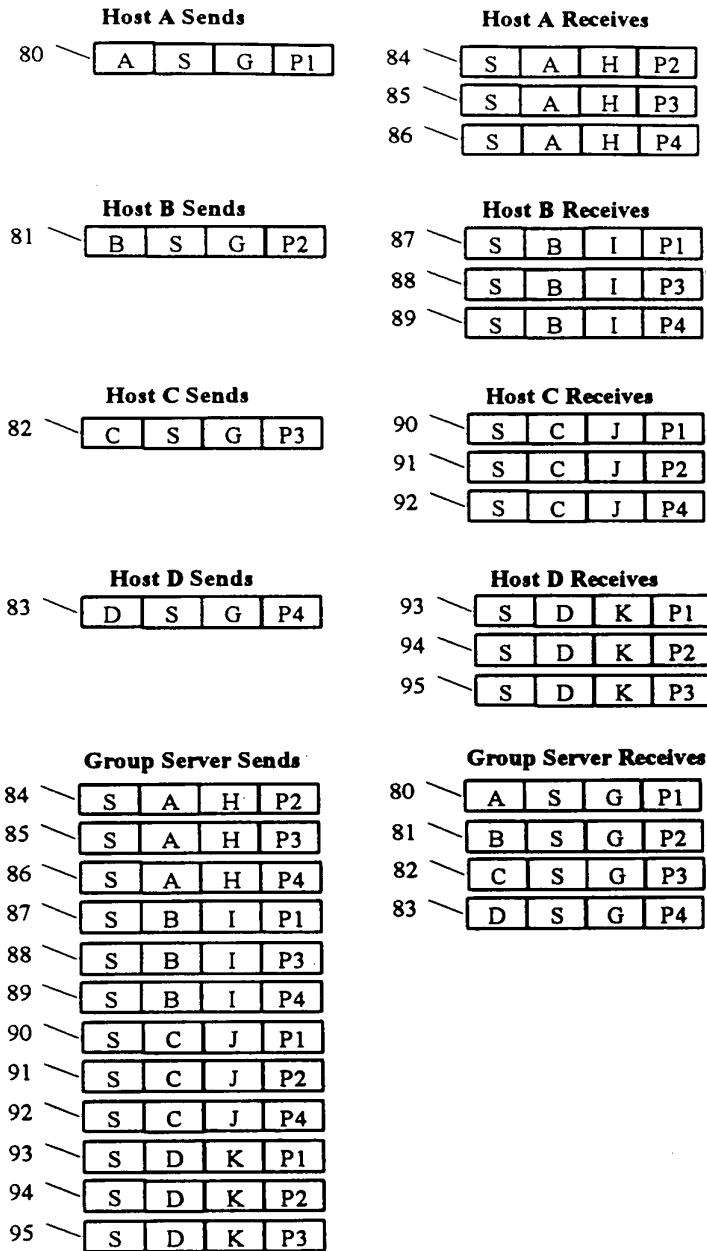 Host A Sends
80 A S G P1
Host A Receives
84 S A H P2
85 S A H P3
86 S A H P4
Host B Sends
81 B S G P2
Host B Receives
87 S B I P1
88 S B I P3
89 S B I P4
Host C Sends
82 C S G P3
Host C Receives
90 S C J P1
91 S C J P2
92 S C J P4
Host D Sends
83 D S G P4
Host D Receives
93 S D K P1
94 S D K P2
95 S D K P3
Group Server Sends
84 S A H P2
85 S A H P3
86 S A H P4
87 S B I P1
88 S B I P3
89 S B I P4
90 S C J P1
91 S C J P2
92 S C J P4
93 S D K P1
94 S D K P2
95 S D K P3
Group Server Receives
80 A S G P1
81 B S G P2
82 C S G P3
83 D S G P4